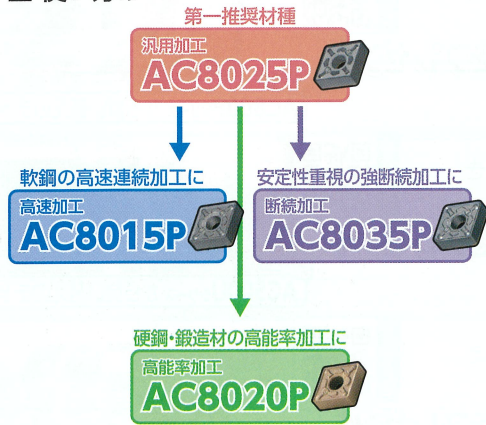 第一推奨材種
汎用加工
AC8025P
軟鋼の高速連続加工に
高速加工
AC8015P
安定性重視の強断続加工に
断続加工
AC8035P
硬鋼・鍛造材の高能率加工に
高能率加工
AC8020P